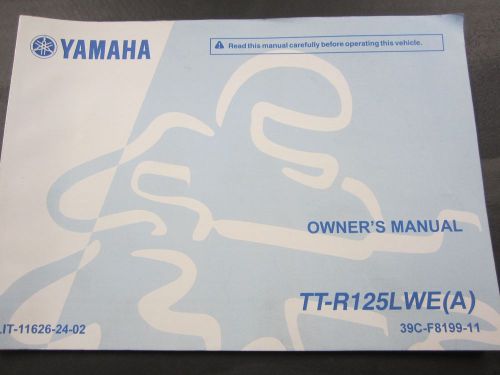 YAMAHA
Read this manual carefully before operating this vehicle.
OWNER'S MANUAL
TT-R125LWE(A)
LIT-11626-24-02
39C-F8199-11